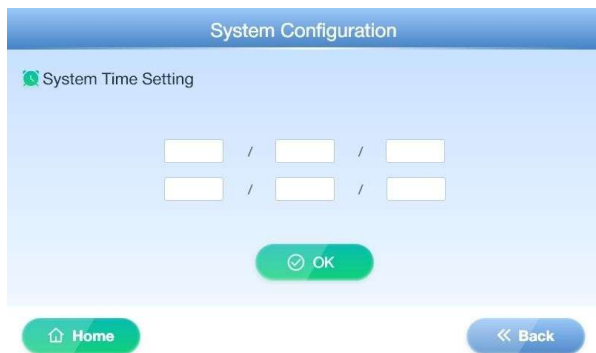 System Configuration
System Time Setting
/ /
/ /
OK
Home
Back